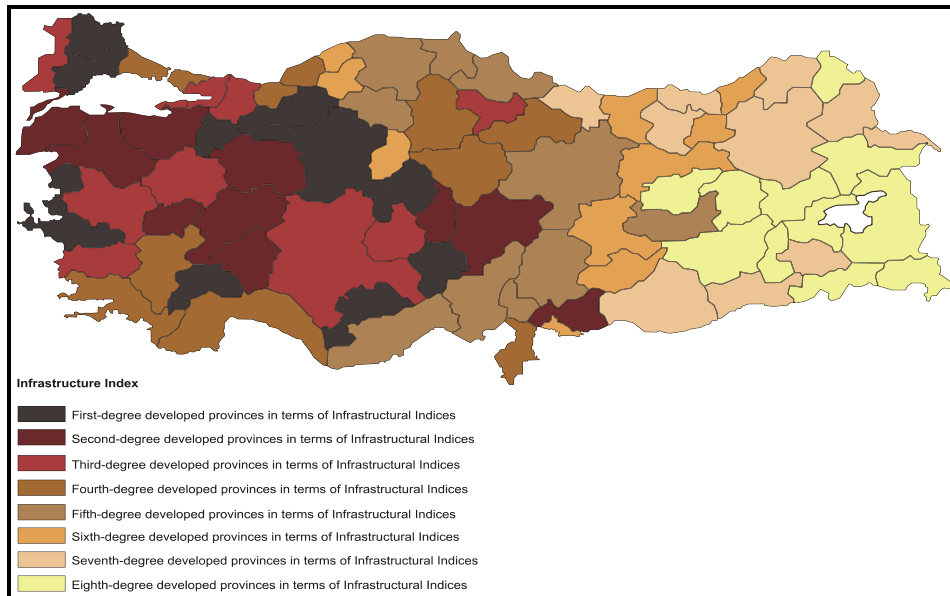 Infrastructure Index
First-degree developed provinces in terms of Infrastructural Indices
Second-degree developed provinces in terms of Infrastructural Indices
Third-degree developed provinces in terms of Infrastructural Indices
Fourth-degree developed provinces in terms of Infrastructural Indices
Fifth-degree developed provinces in terms of Infrastructural Indices
Sixth-degree developed provinces in terms of Infrastructural Indices
Seventh-degree developed provinces in terms of Infrastructural Indices
Eighth-degree developed provinces in terms of Infrastructural Indices